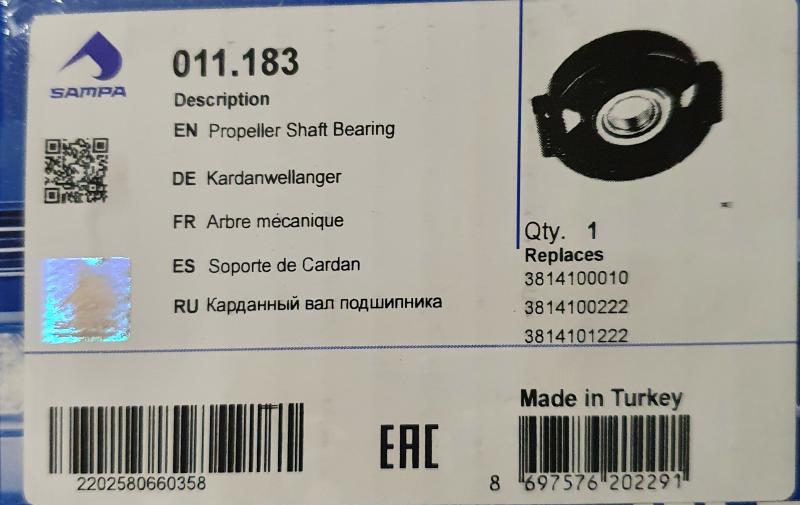 SAMPA
011.183
Description
EN Propeller Shaft Bearing
DE Kardanwellanger
FR Arbre mécanique
ES Soporte de Cardan
RU Карданный вал подшипника
Qty. 1
Replaces
3814100010
3814100222
3814101222
2202580660358
EAC
Made in Turkey
8 697576 202291